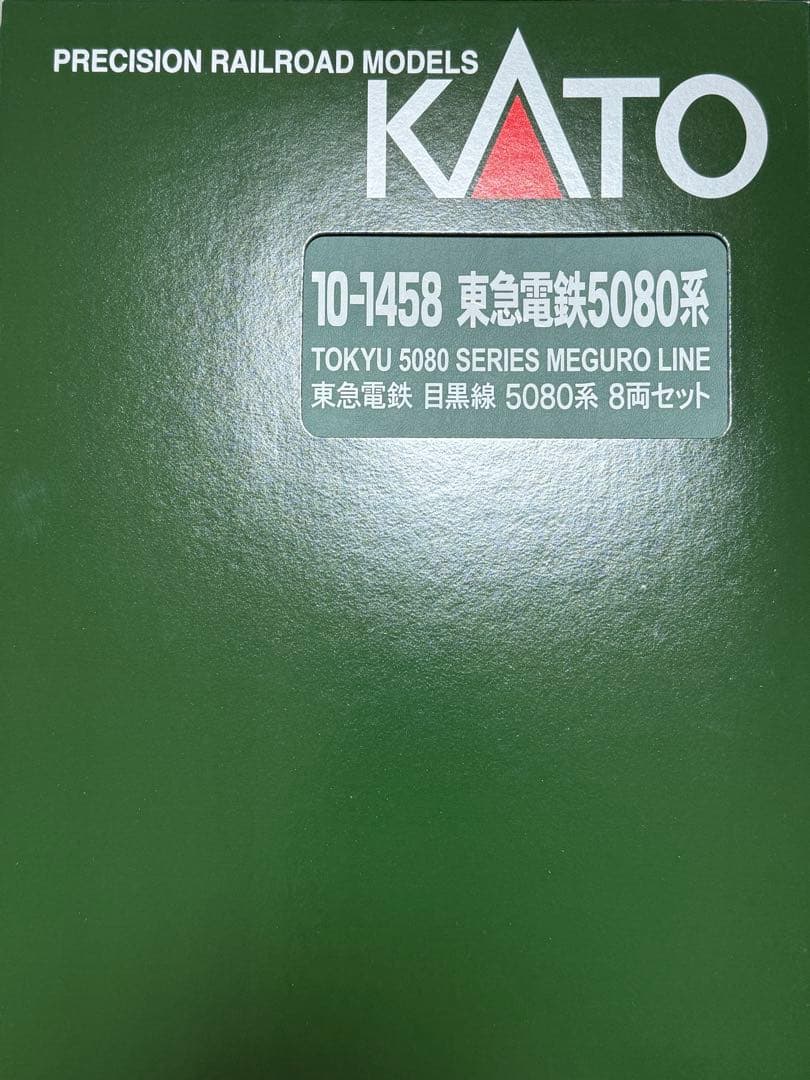 PRECISION RAILROAD MODELS
KATO
10-1458 東急電鉄5080系
TOKYU 5080 SERIES MEGURO LINE
東急電鉄 目黒線 5080系 8両セット